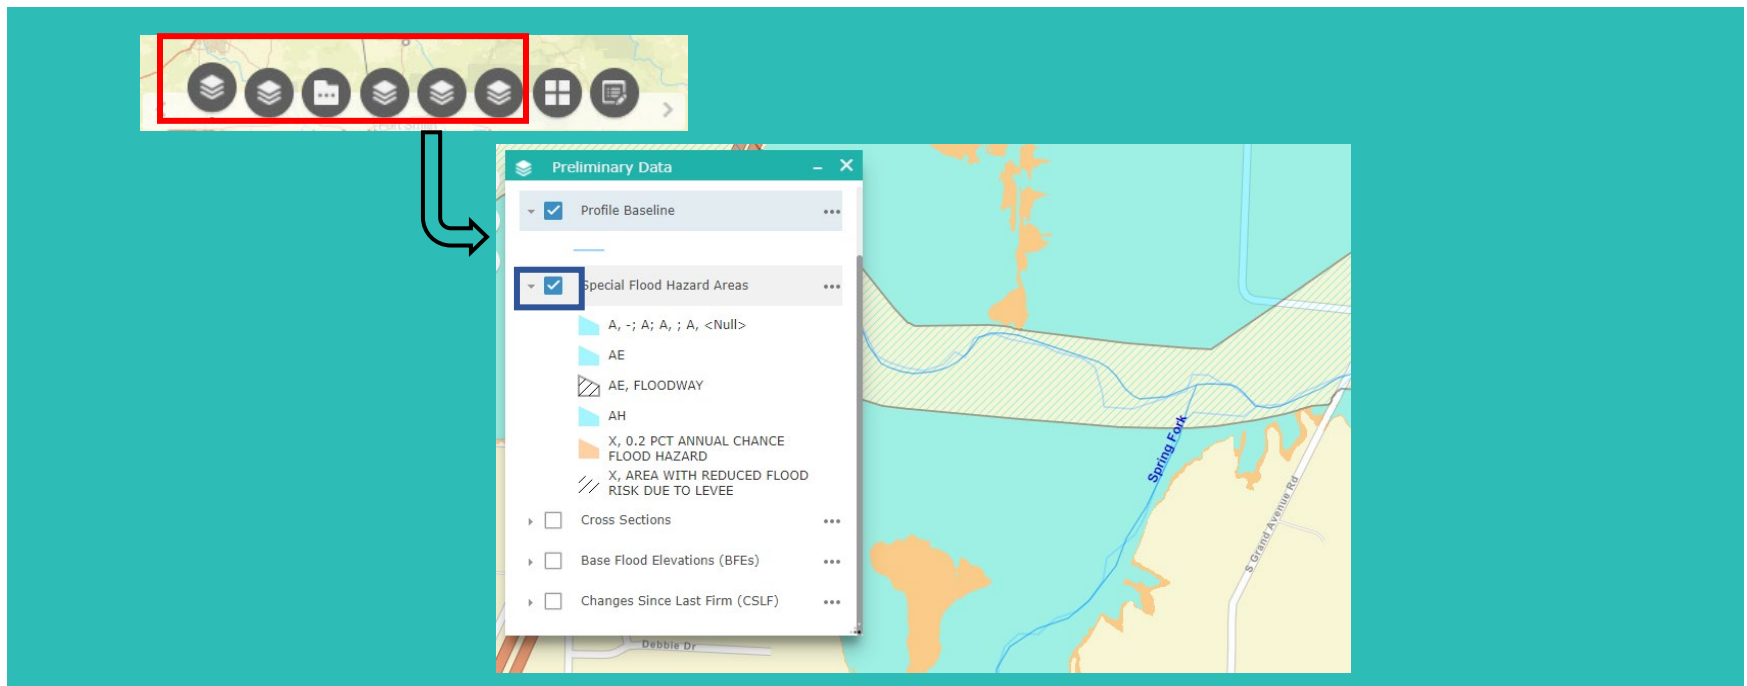 Preliminary Data
Profile Baseline
Special Flood Hazard Areas
A, -; A; A, ; A, <Null>
AE
AE, FLOODWAY
AH
X, 0.2 PCT ANNUAL CHANCE
FLOOD HAZARD
X, AREA WITH REDUCED FLOOD
RISK DUE TO LEVEE
Cross Sections
Base Flood Elevations (BFEs)
Changes Since Last Firm (CSLF)
Spring Fork
S Grand Avenue Rd
Debbie Dr